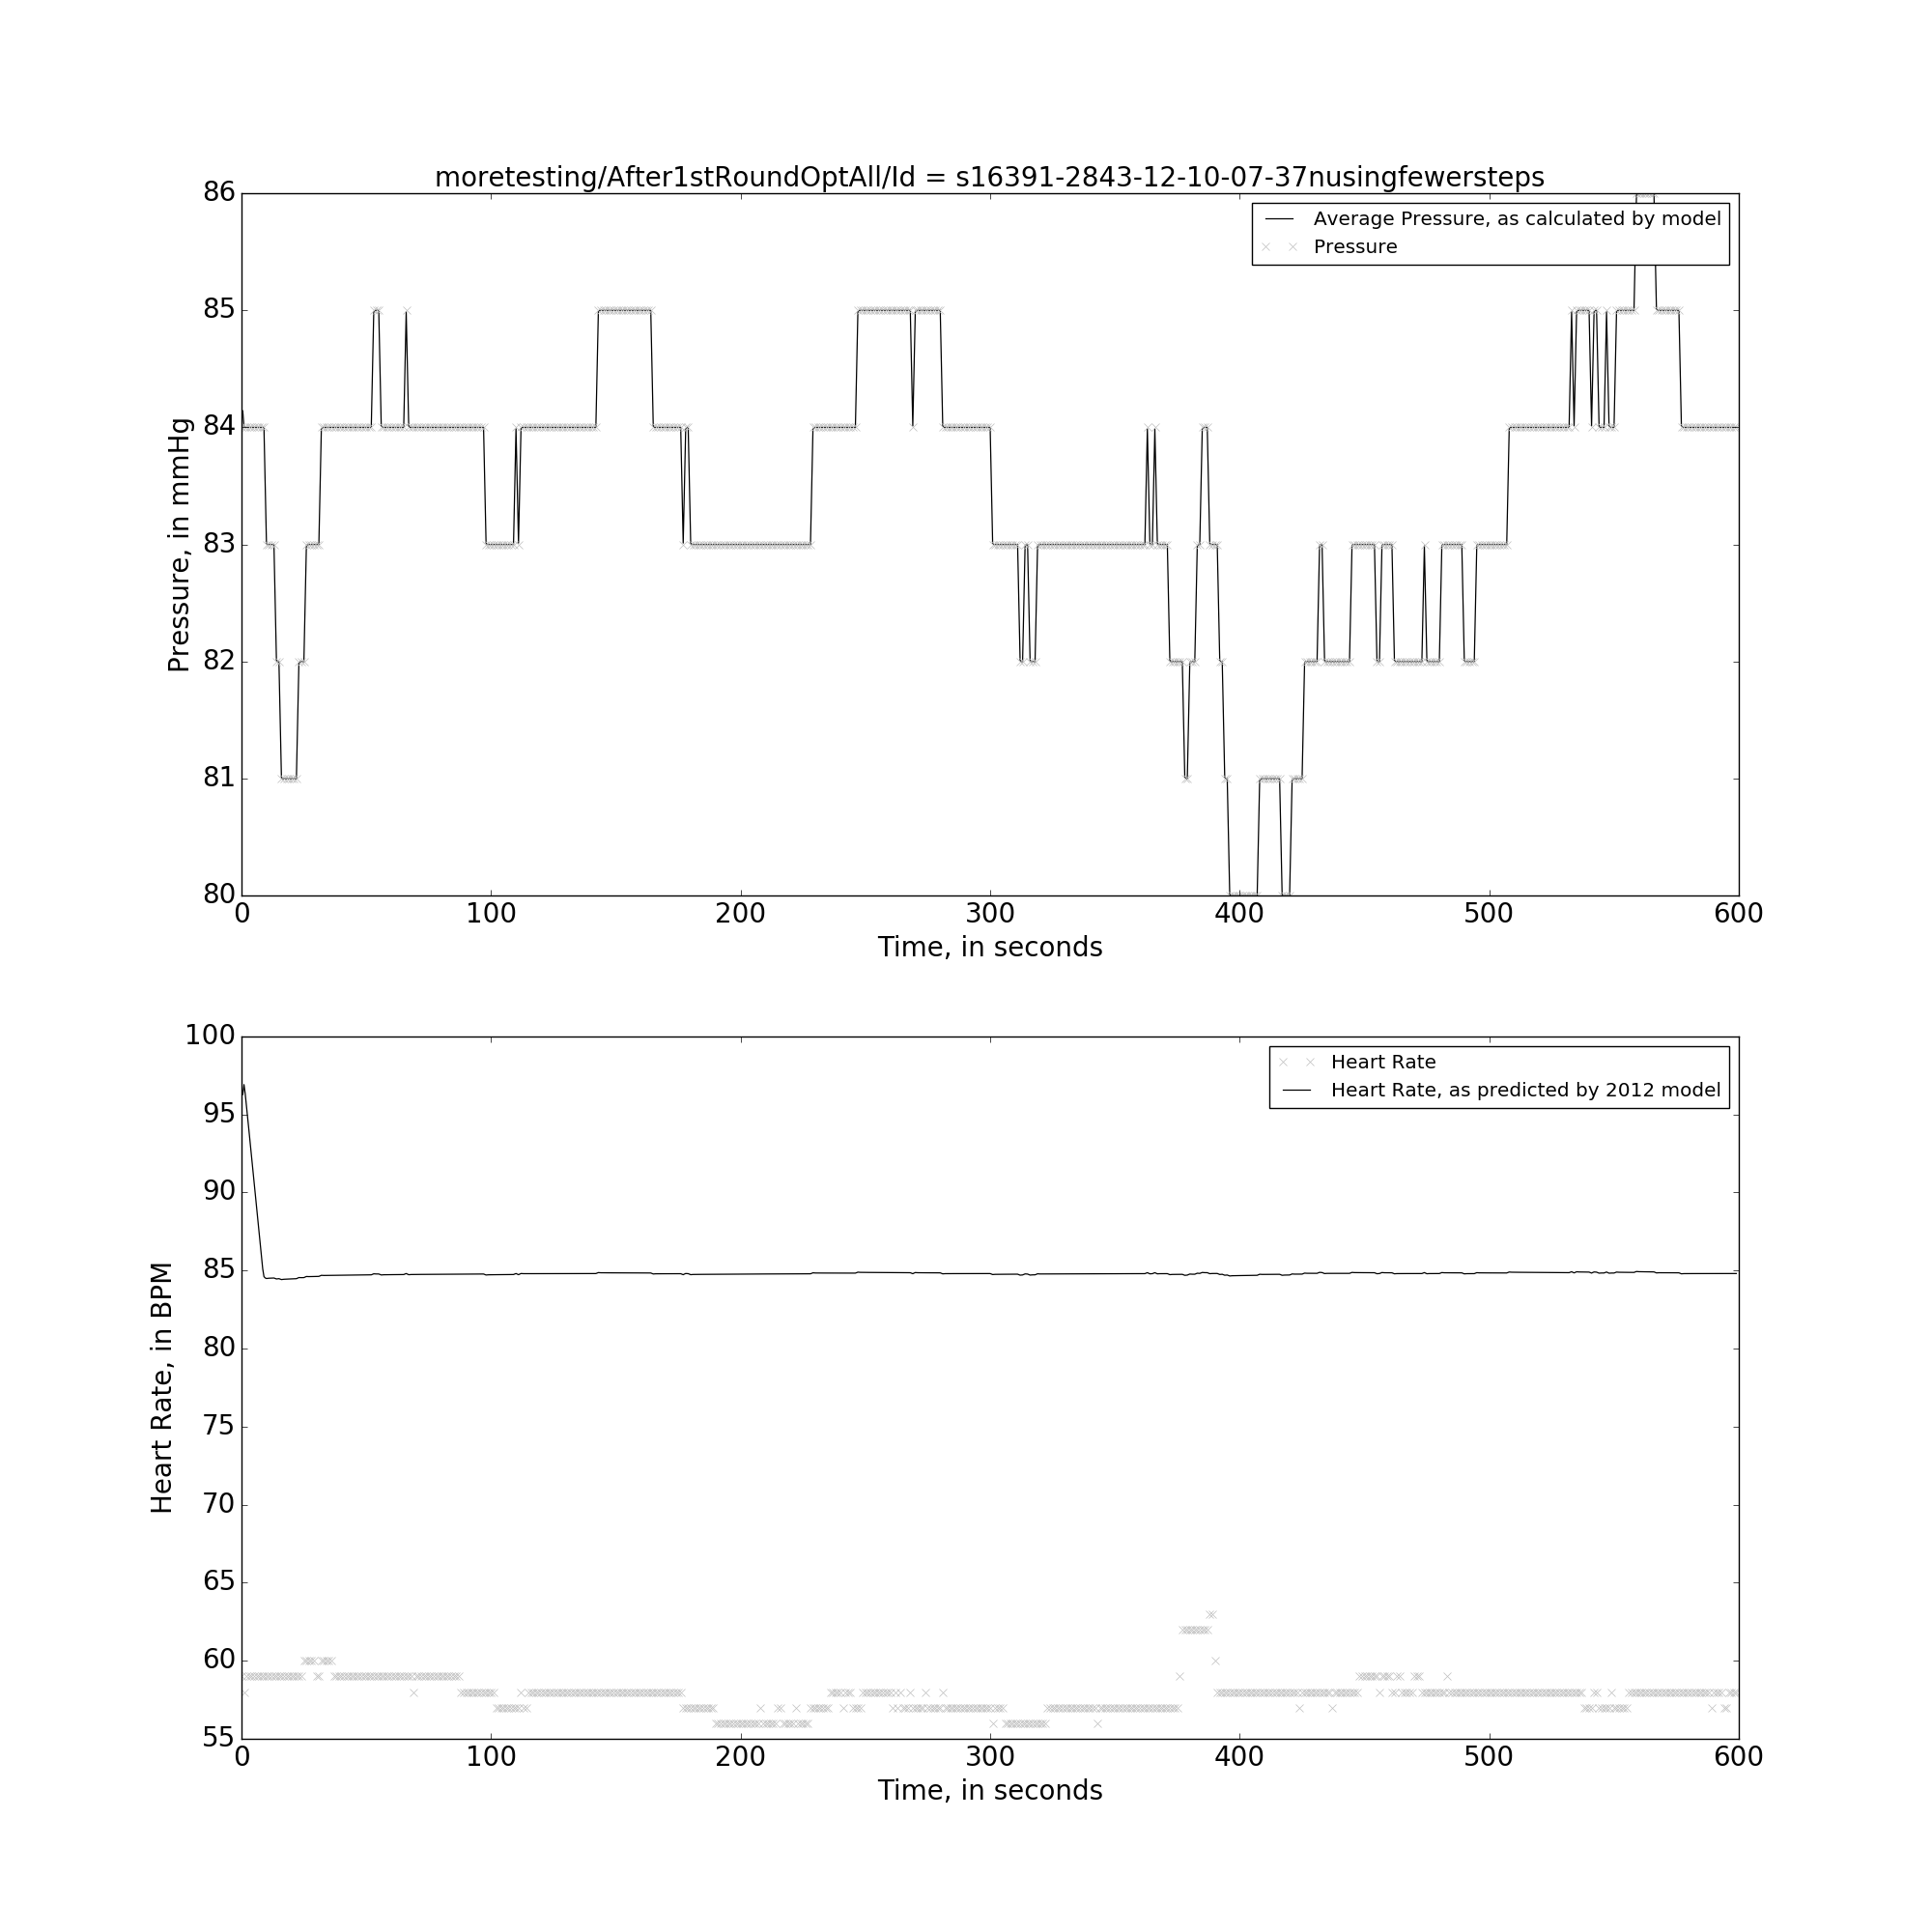 moretesting/After1stRoundOptAll/Id = s16391-2843-12-10-07-37nusingfewersteps
86
85
84
83
82
81
80
Pressure, in mmHg
Average Pressure, as calculated by model
Pressure
0 100 200 300 400 500 600
Time, in seconds
100
95
90
85
80
75
70
65
60
55
Heart Rate, in BPM
Heart Rate
Heart Rate, as predicted by 2012 model
0 100 200 300 400 500 600
Time, in seconds